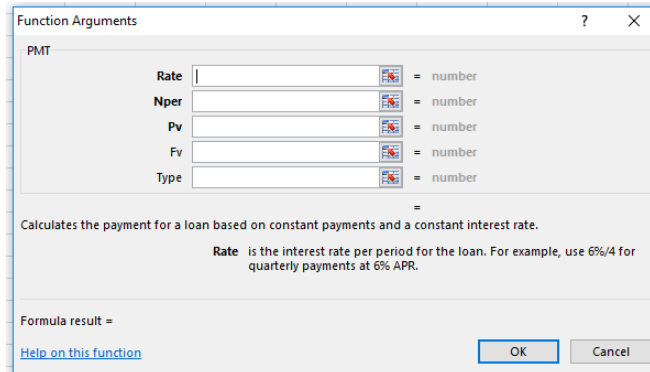 Function Arguments ? ×
PMT
Rate = number
Nper = number
Pv = number
Fv = number
Type = number
=
Calculates the payment for a loan based on constant payments and a constant interest rate.
Rate is the interest rate per period for the loan. For example, use 6%/4 for
quarterly payments at 6% APR.
Formula result =
Help on this function OK Cancel